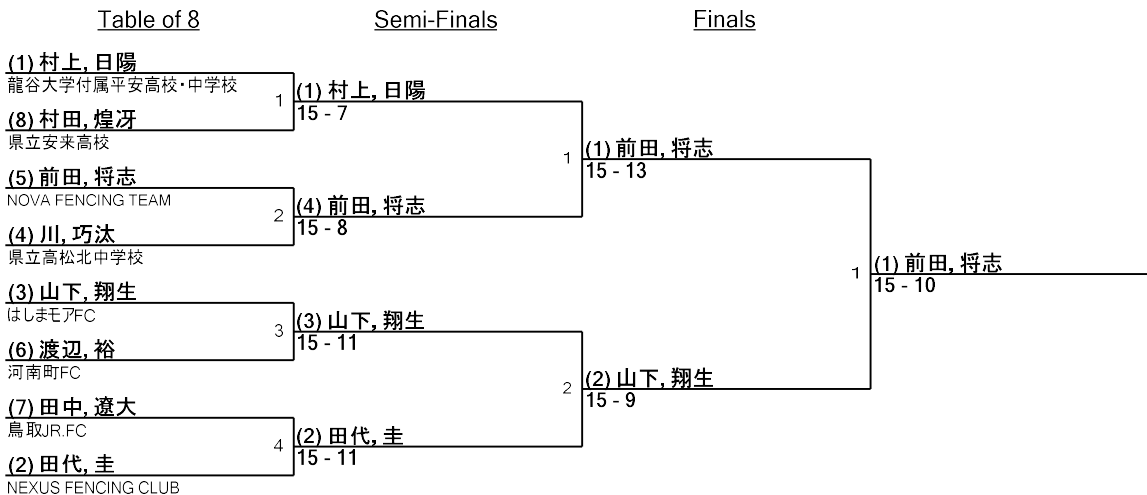 Table of 8
Semi-Finals
Finals
(1) 村上, 日陽
龍谷大学付属平安高校・中学校
1
(1) 村上, 日陽
15 - 7
(8) 村田, 煌冴
県立安来高校
1
(1) 前田, 将志
15 - 13
(5) 前田, 将志
NOVA FENCING TEAM
2
(4) 前田, 将志
15 - 8
(4) 川, 巧汰
県立高松北中学校
1
(1) 前田, 将志
15 - 10
(3) 山下, 翔生
はしまモアFC
3
(3) 山下, 翔生
15 - 11
(6) 渡辺, 裕
河南町FC
2
(2) 山下, 翔生
15 - 9
(7) 田中, 遼大
鳥取JR.FC
4
(2) 田代, 圭
15 - 11
(2) 田代, 圭
NEXUS FENCING CLUB